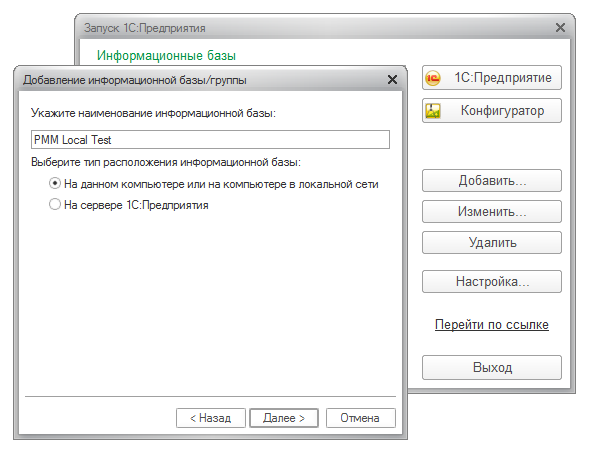 Запуск 1С:Предприятия
Информационные базы
Добавление информационной базы/группы
Укажите наименование информационной базы:
PMM Local Test
Выберите тип расположения информационной базы:
На данном компьютере или на компьютере в локальной сети
На сервере 1С:Предприятия
< Назад
Далее >
Отмена
1С:Предприятие
Конфигуратор
Добавить...
Изменить...
Удалить
Настройка...
Перейти по ссылке
Выход